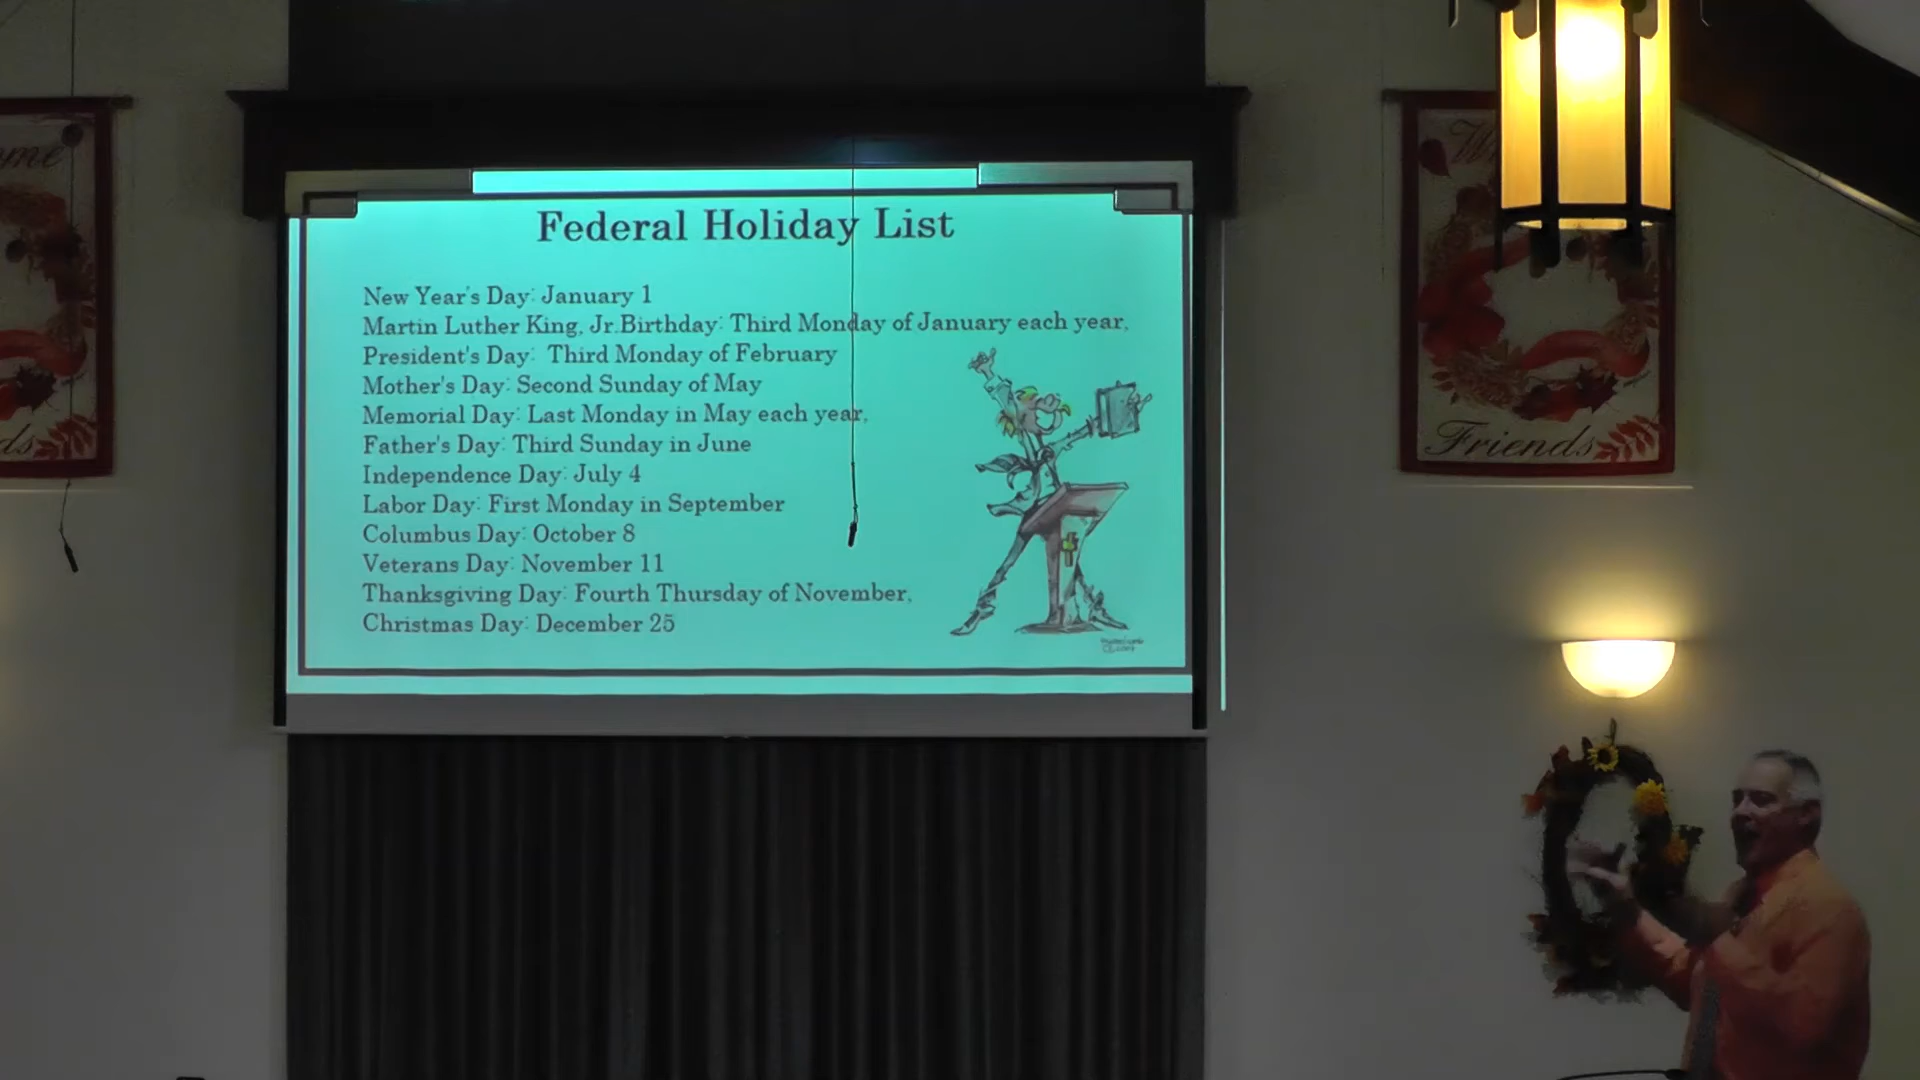 Federal Holiday List
New Year's Day: January 1
Martin Luther King, Jr.Birthday: Third Monday of January each year,
President's Day: Third Monday of February
Mother's Day: Second Sunday of May
Memorial Day: Last Monday in May each year,
Father's Day: Third Sunday in June
Independence Day: July 4
Labor Day: First Monday in September
Columbus Day: October 8
Veterans Day: November 11
Thanksgiving Day: Fourth Thursday of November,
Christmas Day: December 25
Friends